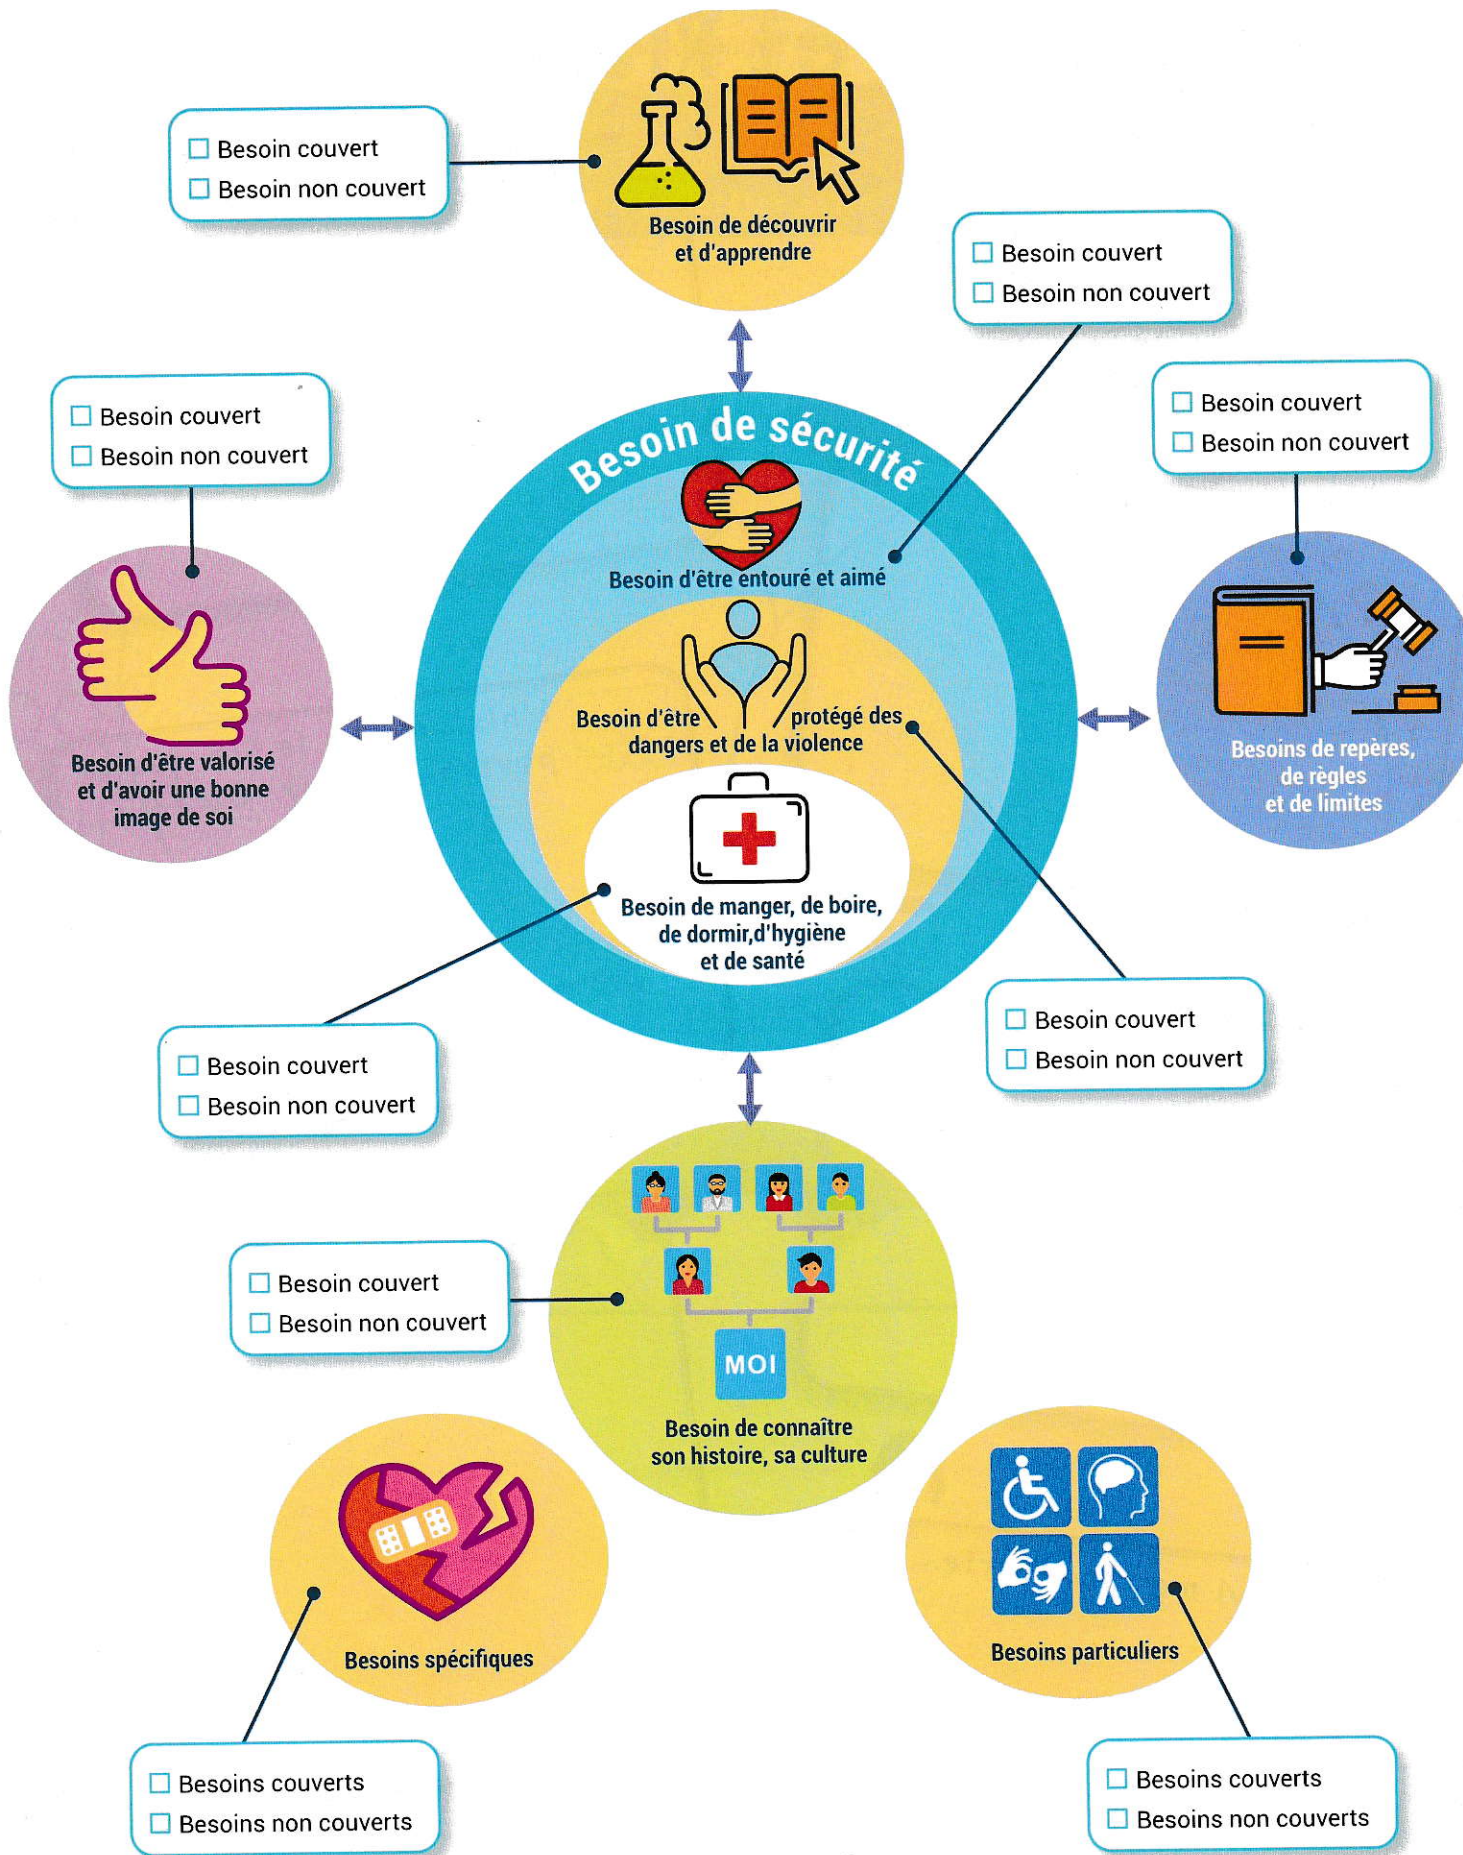 Besoin couvert
Besoin non couvert
Besoin de découvrir
et d'apprendre
Besoin couvert
Besoin non couvert
Besoin couvert
Besoin non couvert
Besoin couvert
Besoin non couvert
Besoin de sécurité
Besoin d'être entouré et aimé
Besoin d'être protégé des
dangers et de la violence
Besoin d'être valorisé
et d'avoir une bonne
image de soi
Besoins de repères,
de règles
et de limites
Besoin de manger, de boire,
de dormir,d'hygiène
et de santé
Besoin couvert
Besoin non couvert
Besoin couvert
Besoin non couvert
Besoin couvert
Besoin non couvert
MOI
Besoin de connaître
son histoire, sa culture
Besoins spécifiques
Besoins particuliers
Besoins couverts
Besoins non couverts
Besoins couverts
Besoins non couverts